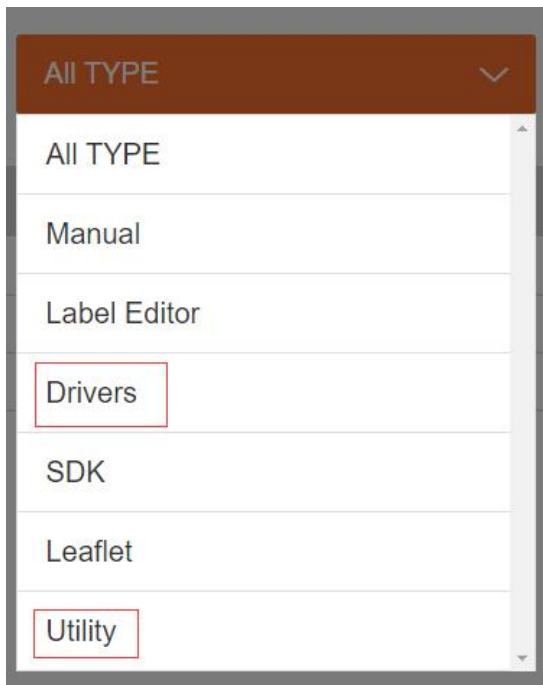 All TYPE
All TYPE
Manual
Label Editor
Drivers
SDK
Leaflet
Utility